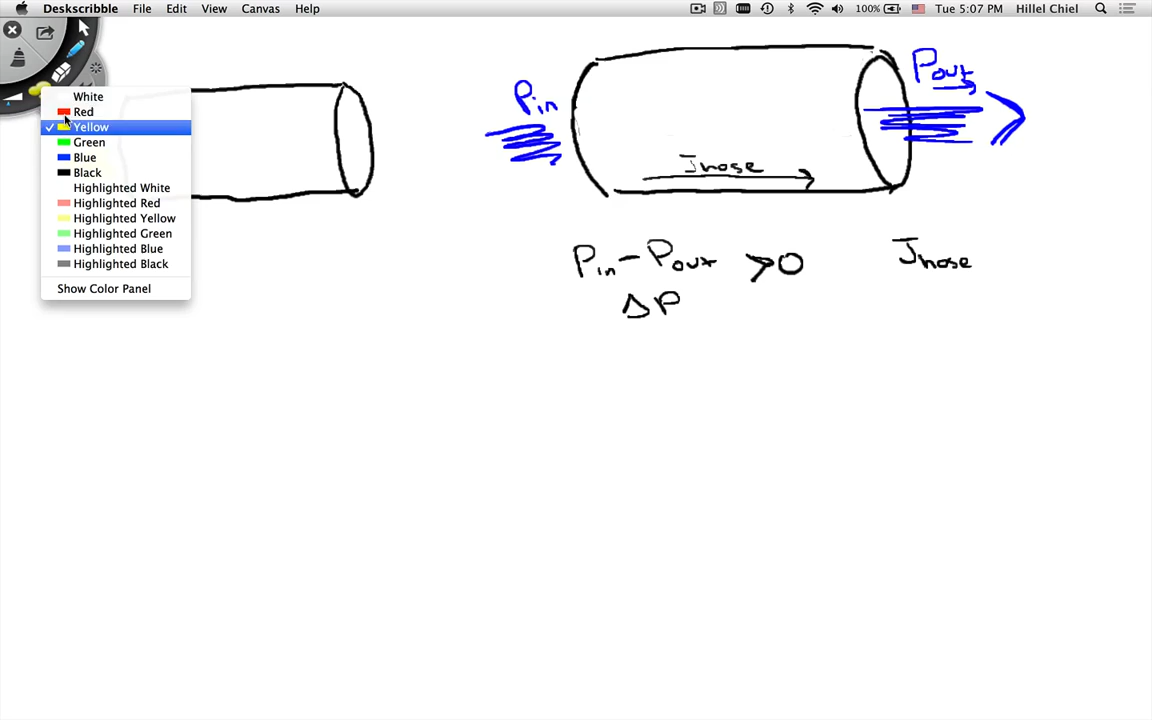 Deskscribble File Edit View Canvas Window Help 100% Tue 5:07 PM Hillel Chiel
White
Red
Yellow
Green
Blue
Black
Highlighted White
Highlighted Red
Highlighted Yellow
Highlighted Green
Highlighted Blue
Highlighted Black
Show Color Panel
Pin
Pout
Jhose
Pin - Pout >0
Jhose
ΔP